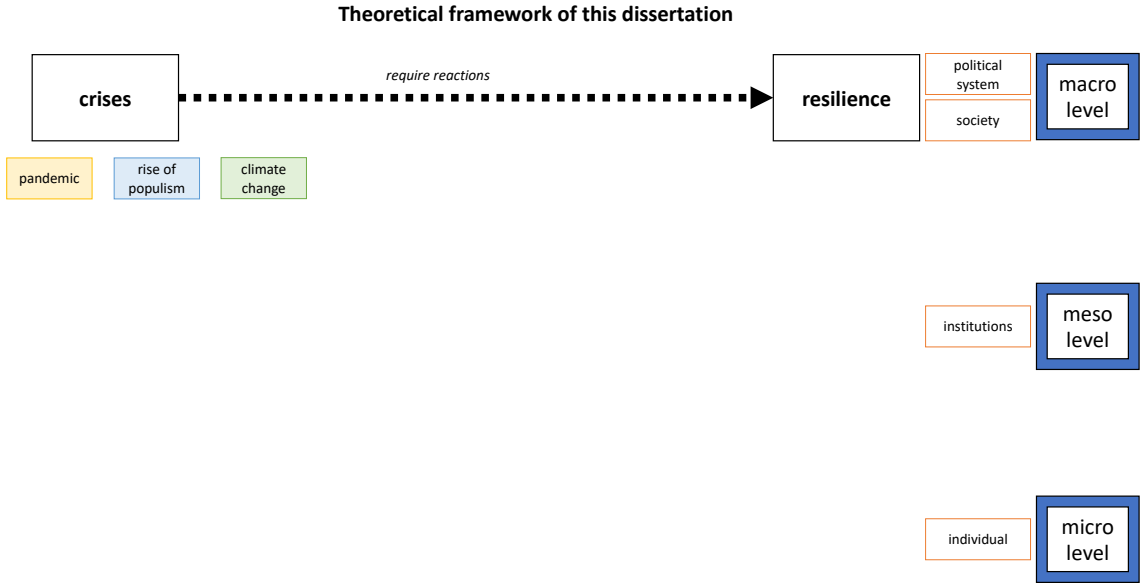 Theoretical framework of this dissertation
crises
require reactions
resilience
political
system
society
macro
level
pandemic
rise of
populism
climate
change
institutions
meso
level
individual
micro
level